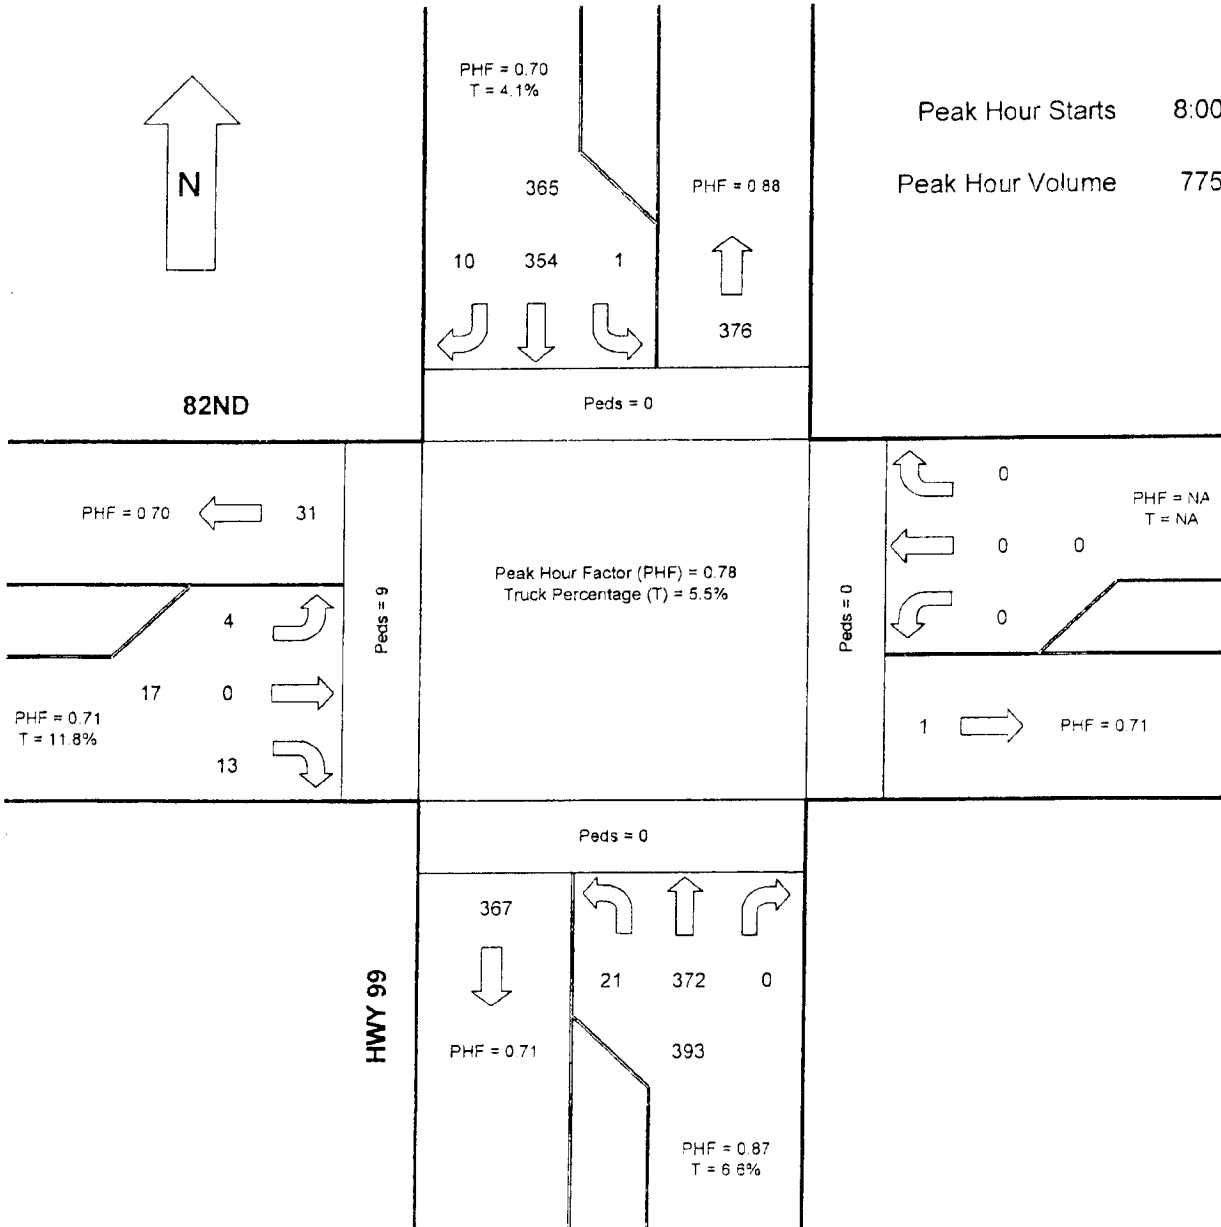 PHF = 0.70
T = 4.1%
Peak Hour Starts 8:00
N
365
PHF = 0.88
Peak Hour Volume 775
10 354 1
376
82ND
Peds = 0
0
PHF = NA
T = NA
PHF = 0.70
31
0 0
Peak Hour Factor (PHF) = 0.78
Truck Percentage (T) = 5.5%
Peds = 9
Peds = 0
4
0
17 0
PHF = 0.71
T = 11.8%
1
PHF = 0.71
13
Peds = 0
367
21 372 0
HWY 99
PHF = 0.71
393
PHF = 0.87
T = 6.6%